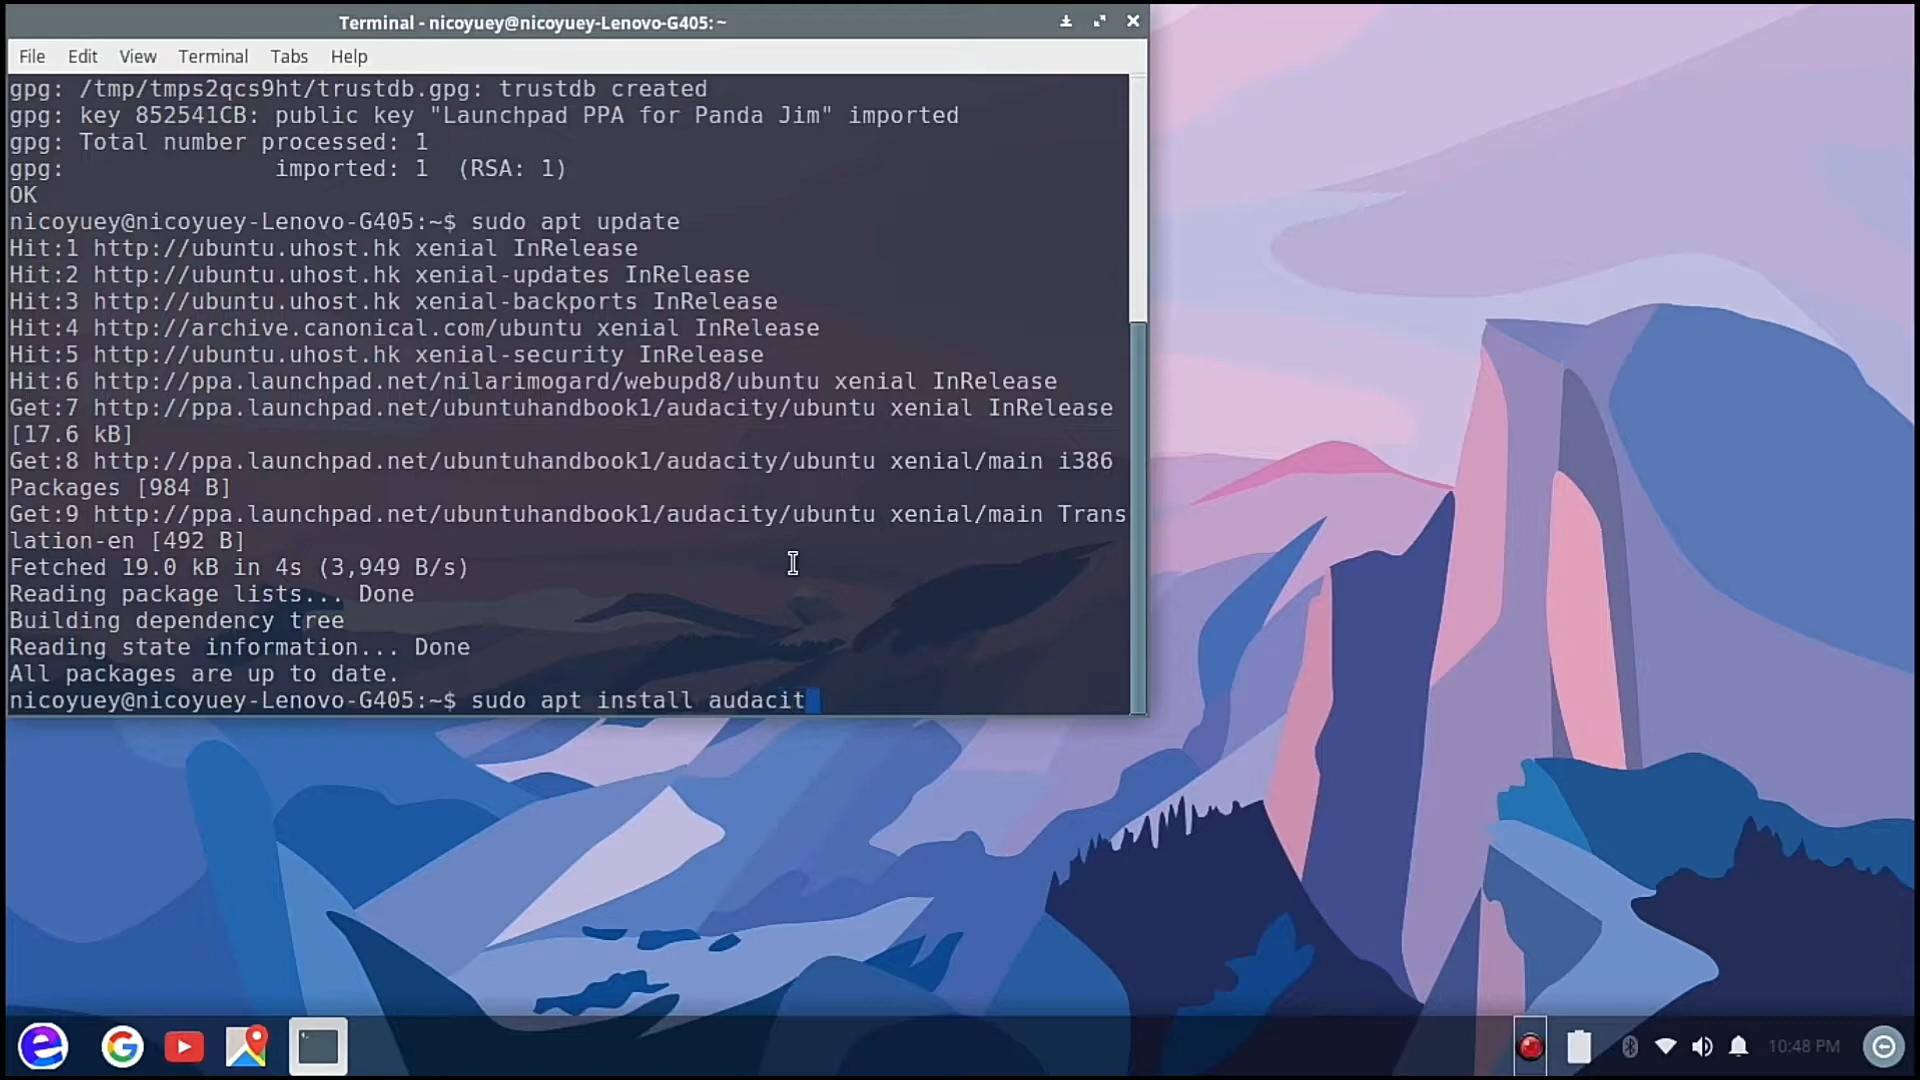 Terminal - nicoyuey@nicoyuey-Lenovo-G405: ~
File Edit View Terminal Tabs Help
gpg: /tmp/tmps2qcs9ht/trustdb.gpg: trustdb created
gpg: key 852541CB: public key "Launchpad PPA for Panda Jim" imported
gpg: Total number processed: 1
gpg:               imported: 1  (RSA: 1)
OK
nicoyuey@nicoyuey-Lenovo-G405:~$ sudo apt update
Hit:1 http://ubuntu.uhost.hk xenial InRelease
Hit:2 http://ubuntu.uhost.hk xenial-updates InRelease
Hit:3 http://ubuntu.uhost.hk xenial-backports InRelease
Hit:4 http://archive.canonical.com/ubuntu xenial InRelease
Hit:5 http://ubuntu.uhost.hk xenial-security InRelease
Hit:6 http://ppa.launchpad.net/nilarimogard/webupd8/ubuntu xenial InRelease
Get:7 http://ppa.launchpad.net/ubuntuhandbook1/audacity/ubuntu xenial InRelease
[17.6 kB]
Get:8 http://ppa.launchpad.net/ubuntuhandbook1/audacity/ubuntu xenial/main i386
Packages [984 B]
Get:9 http://ppa.launchpad.net/ubuntuhandbook1/audacity/ubuntu xenial/main Trans
lation-en [492 B]
Fetched 19.0 kB in 4s (3,949 B/s)
Reading package lists... Done
Building dependency tree
Reading state information... Done
All packages are up to date.
nicoyuey@nicoyuey-Lenovo-G405:~$ sudo apt install audacit
10:48 PM